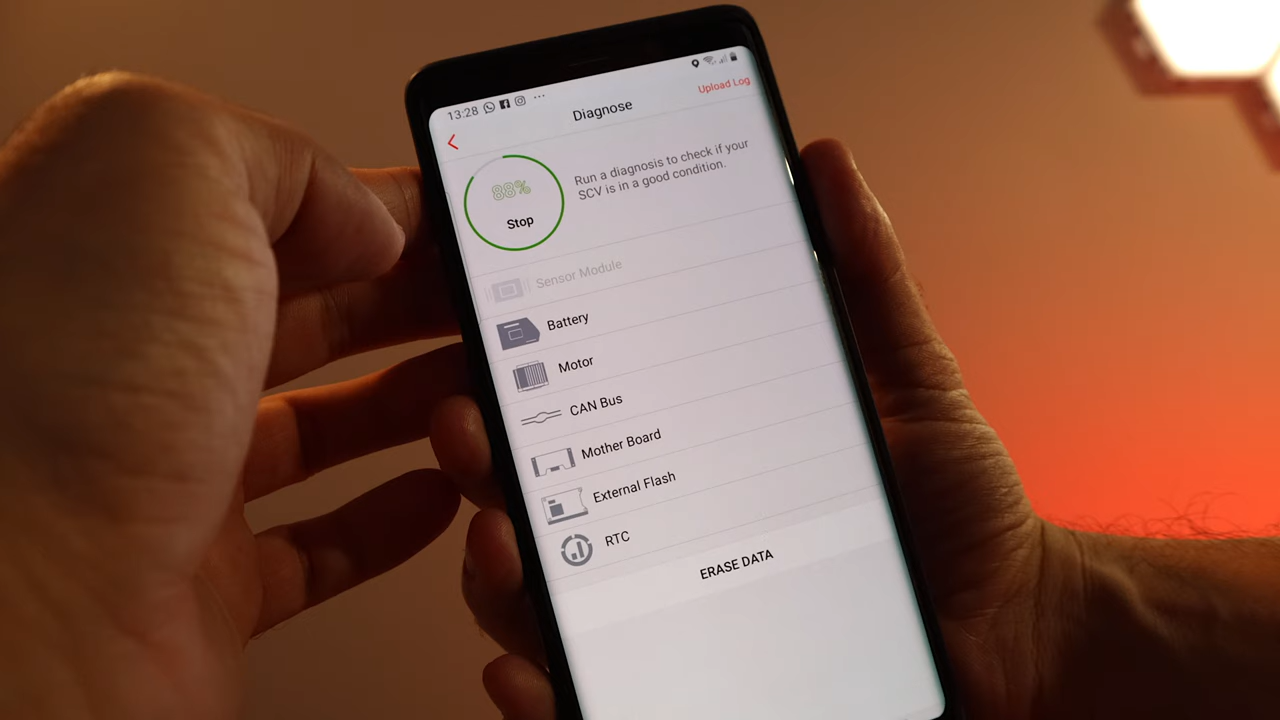 13:28
Diagnose
Upload Log
88%
Stop
Run a diagnosis to check if your
SCV is in a good condition.
Sensor Module
Battery
Motor
CAN Bus
Mother Board
External Flash
RTC
ERASE DATA